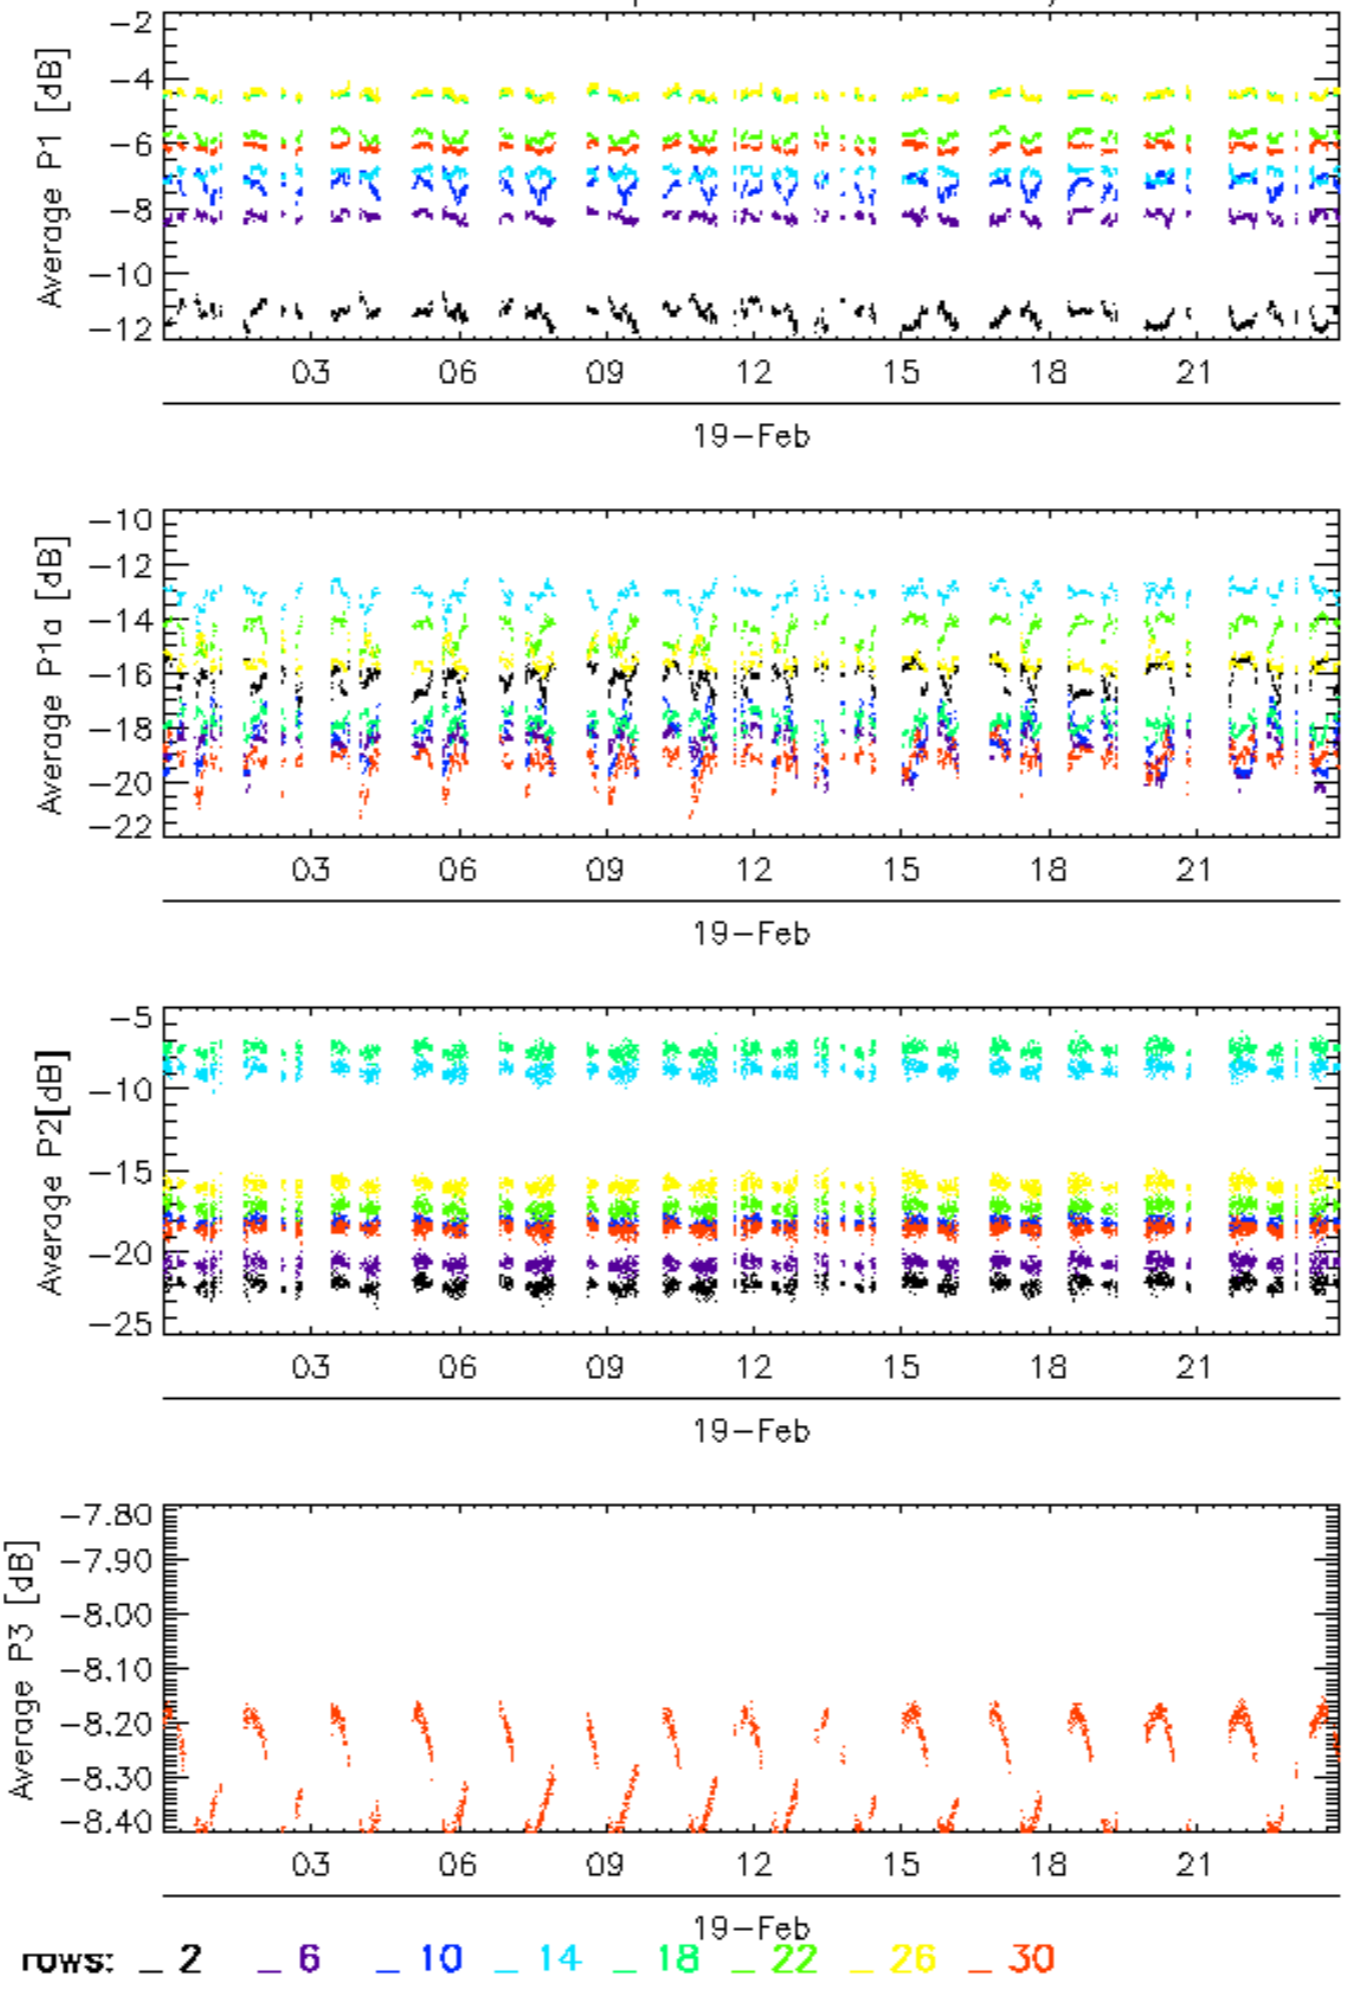 Average P1 [dB]
-2
-4
-6
-8
-10
-12
03 06 09 12 15 18 21
19-Feb
Average P1a [dB]
-10
-12
-14
-16
-18
-20
-22
03 06 09 12 15 18 21
19-Feb
Average P2[dB]
-5
-10
-15
-20
-25
03 06 09 12 15 18 21
19-Feb
Average P3 [dB]
-7.80
-7.90
-8.00
-8.10
-8.20
-8.30
-8.40
03 06 09 12 15 18 21
19-Feb
rows: _ 2 _ 6 _ 10 _ 14 _ 18 _ 22 _ 26 _ 30